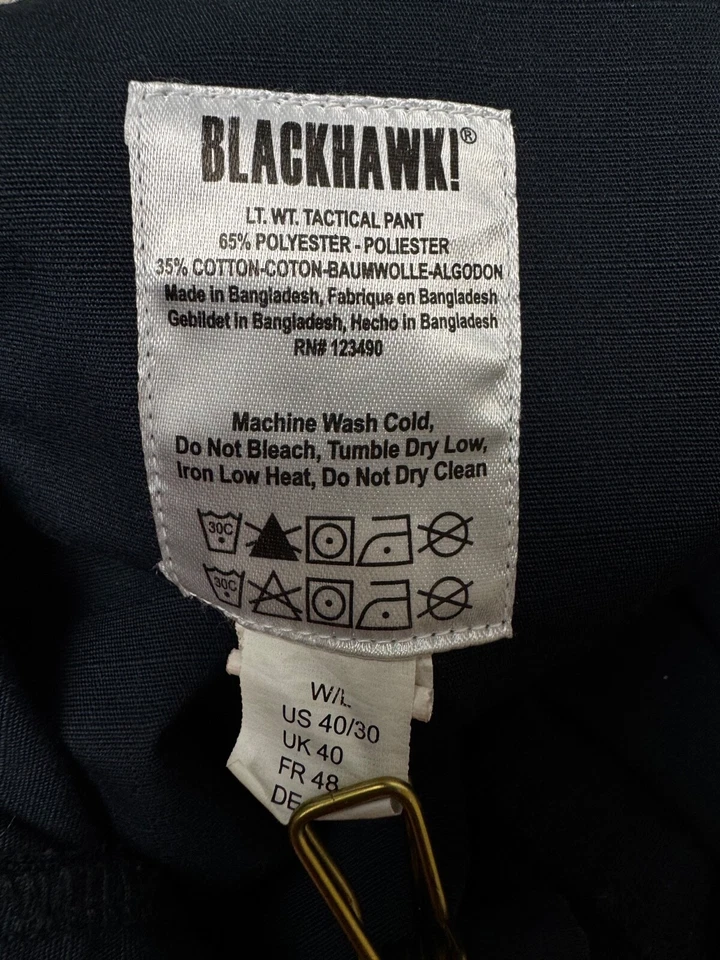 BLACKHAWK!®
LT. WT. TACTICAL PANT
65% POLYESTER - POLIESTER
35% COTTON-COTON-BAUMWOLLE-ALGODON
Made in Bangladesh, Fabrique en Bangladesh
Gebildet in Bangladesh, Hecho in Bangladesh
RN# 123490
Machine Wash Cold,
Do Not Bleach, Tumble Dry Low,
Iron Low Heat, Do Not Dry Clean
30C
30C
W/L
US 40/30
UK 40
FR 48
DE